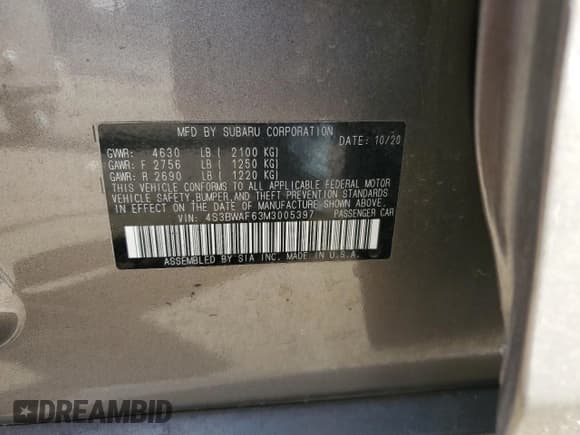 MFD BY SUBARU CORPORATION
DATE: 10/20
GVWR: 4630 LB ( 2100 KG)
GAWR: F 2756 LB ( 1250 KG)
GAWR: R 2690 LB ( 1220 KG)
THIS VEHICLE CONFORMS TO ALL APPLICABLE FEDERAL MOTOR
VEHICLE SAFETY, BUMPER, AND THEFT PREVENTION STANDARDS
IN EFFECT ON THE DATE OF MANUFACTURE SHOWN ABOVE.
VIN: 4S3BWAF63M3005397 PASSENGER CAR
ASSEMBLED BY SIA INC. MADE IN U.S.A.
DREAMBID